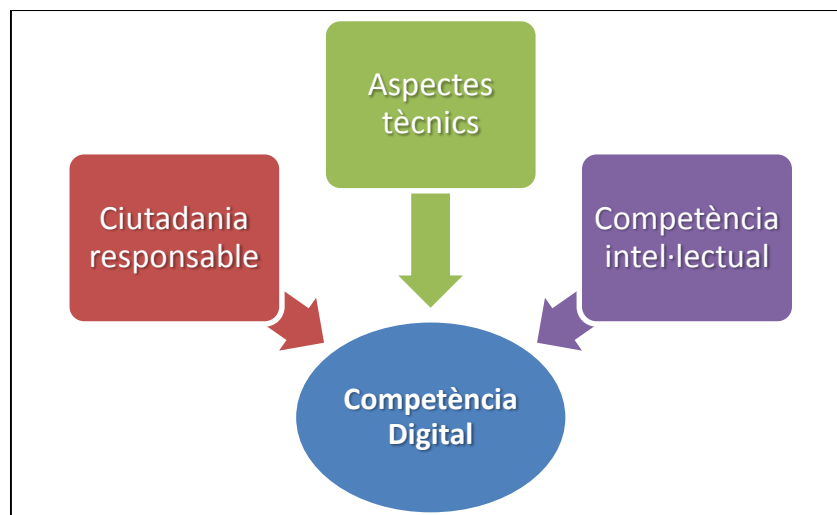 Aspectes
tècnics
Ciutadania
responsable
Competència
intel·lectual
Competència
Digital